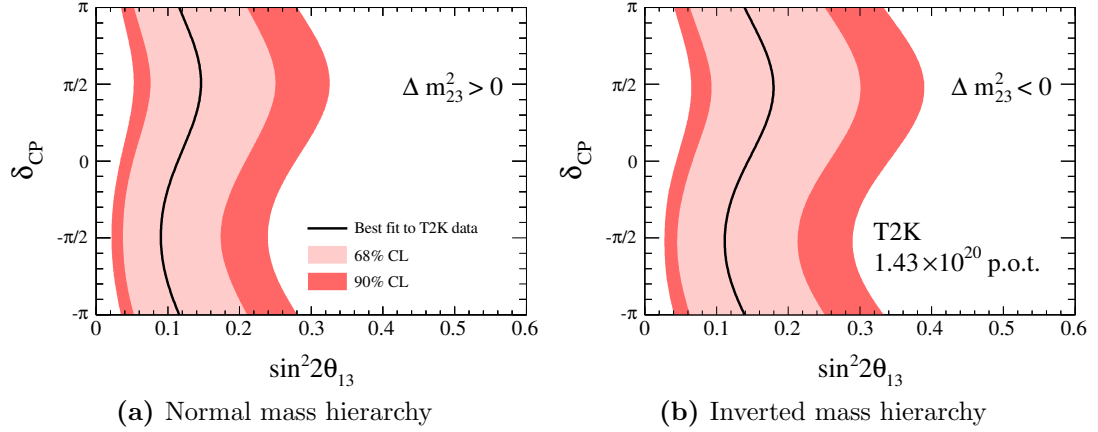 π
π/2
0
-π/2
-π
δCP
Δ m²₂₃ > 0
Best fit to T2K data
68% CL
90% CL
0 0.1 0.2 0.3 0.4 0.5 0.6
sin²2θ₁₃
(a) Normal mass hierarchy
π
π/2
0
-π/2
-π
δCP
Δ m²₂₃ < 0
T2K
1.43×10²⁰ p.o.t.
0 0.1 0.2 0.3 0.4 0.5 0.6
sin²2θ₁₃
(b) Inverted mass hierarchy